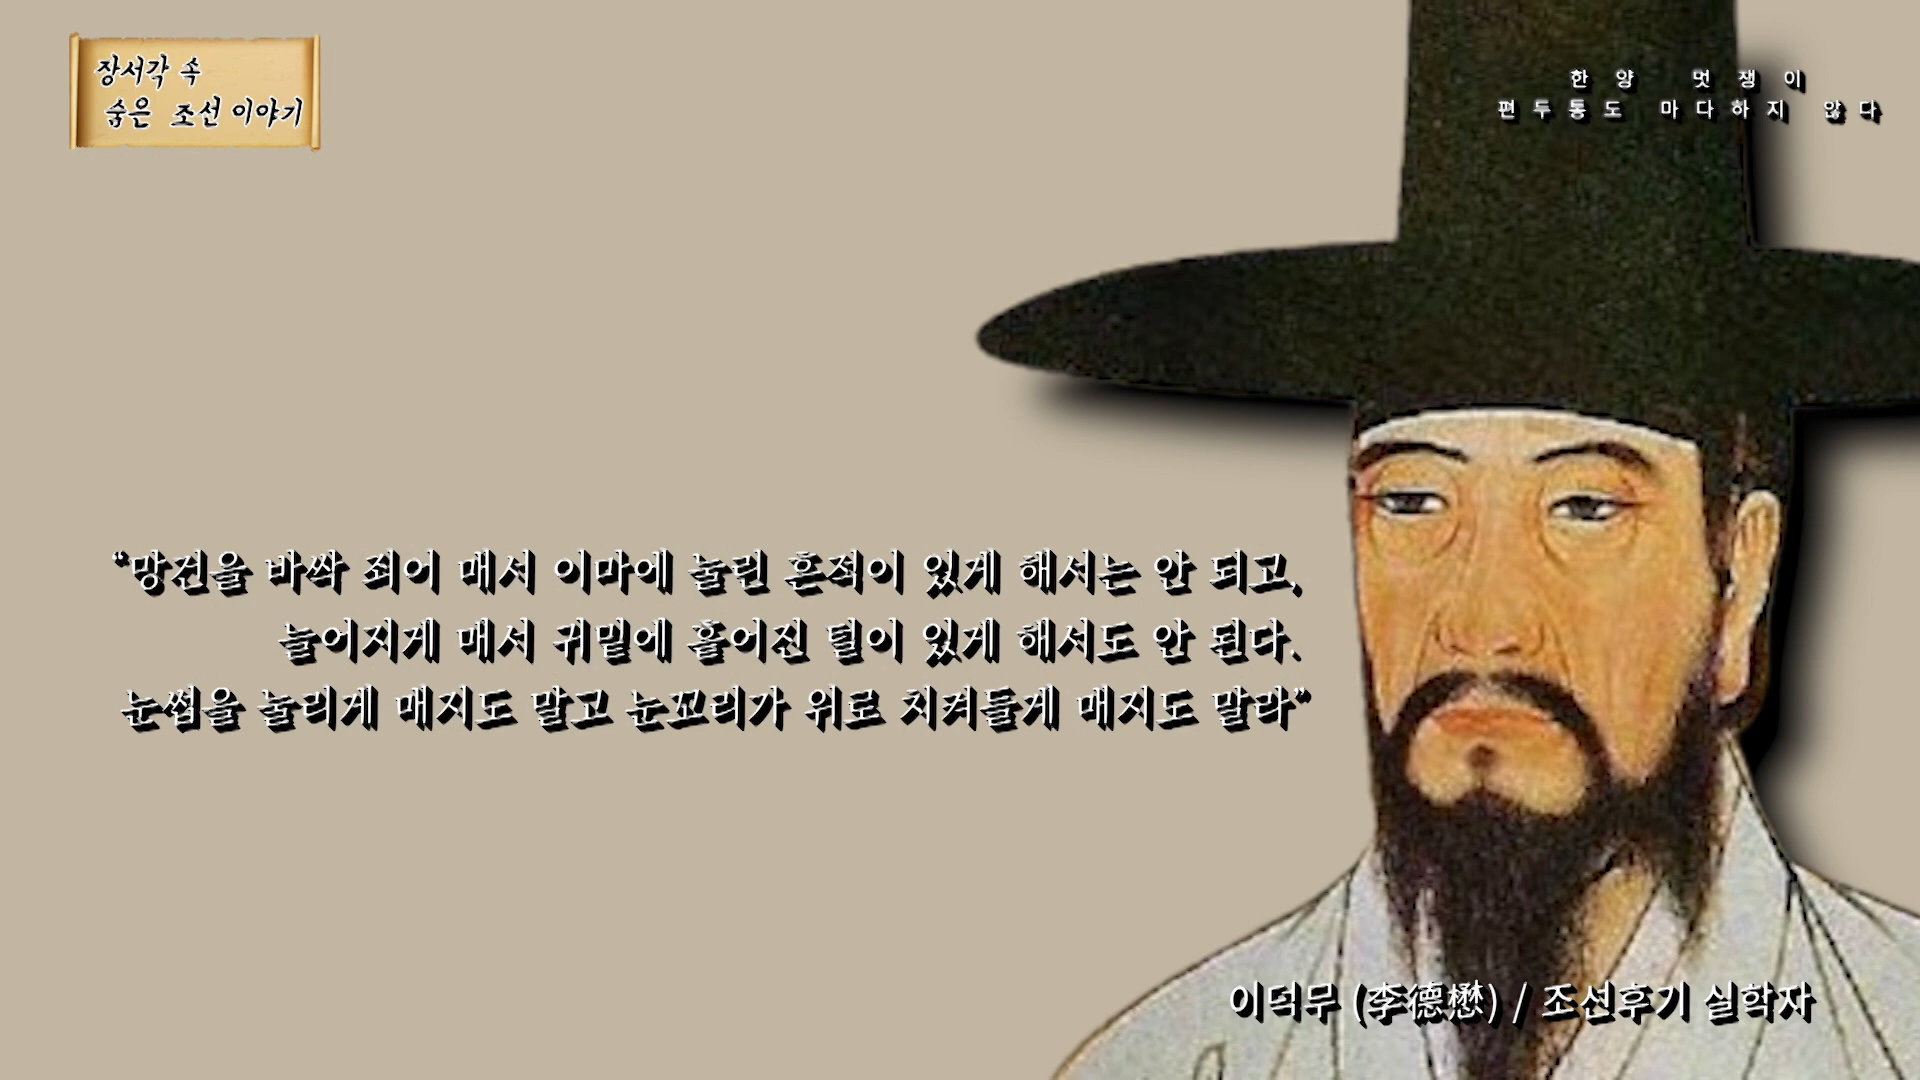 장서각 속
숨은 조선 이야기
한양 멋쟁이
편두통도 마다하지 않다
“망건을 바싹 죄어 매서 이마에 눌린 흔적이 있게 해서는 안 되고,
늘어지게 매서 귀밑에 흩어진 털이 있게 해서도 안 된다.
눈썹을 눌리게 매지도 말고 눈꼬리가 위로 치켜들게 매지도 말라”
이덕무 (李德懋) / 조선후기 실학자